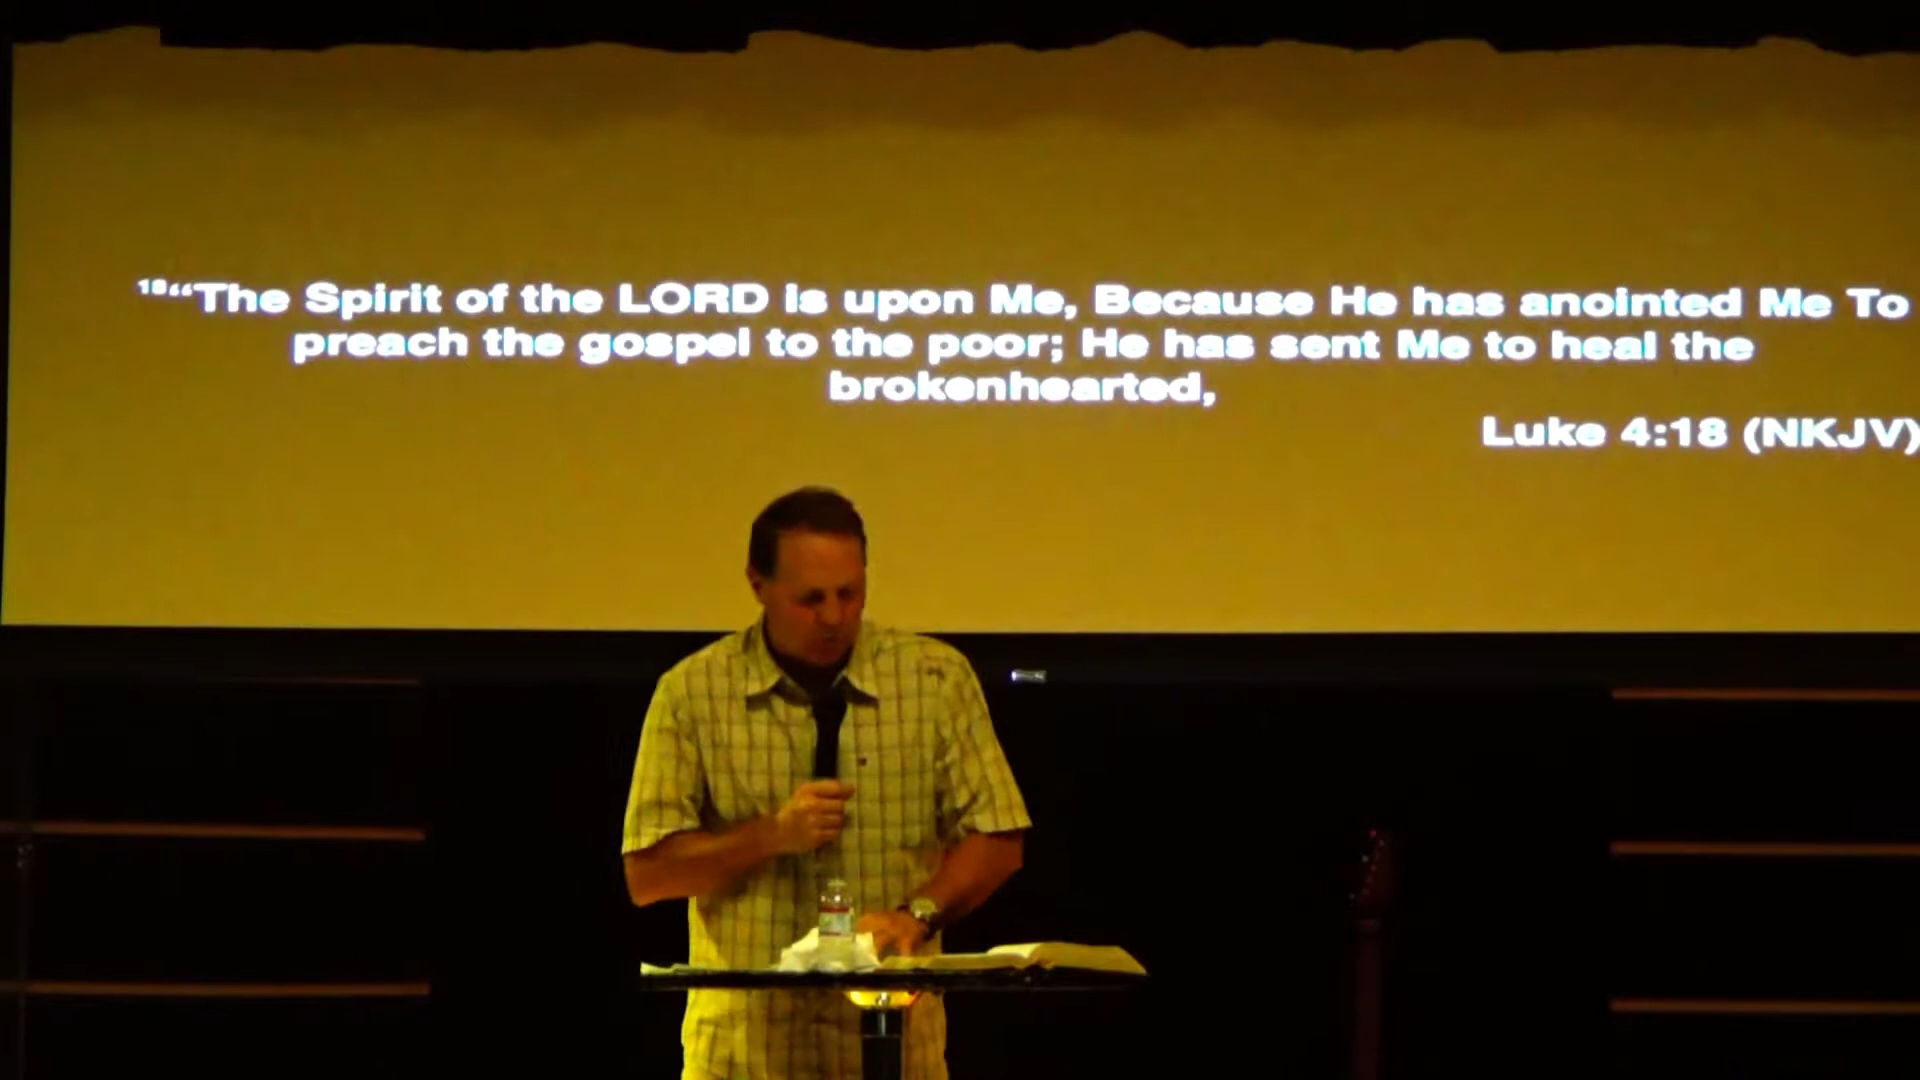 18“The Spirit of the LORD is upon Me, Because He has anointed Me To
preach the gospel to the poor; He has sent Me to heal the
brokenhearted,
Luke 4:18 (NKJV)